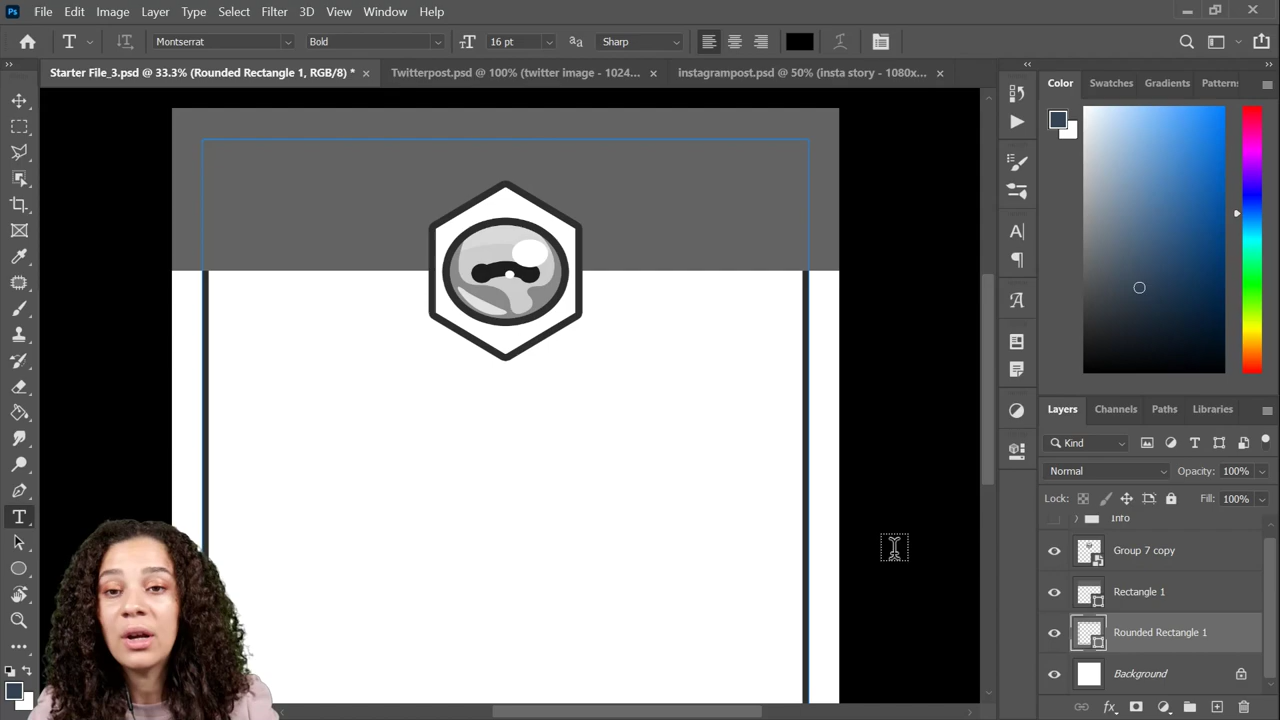 Ps File Edit Image Layer Type Select Filter 3D View Window Help
T Montserrat Bold 16 pt Sharp
Starter File_3.psd @ 33.3% (Rounded Rectangle 1, RGB/8) * × Twitterpost.psd @ 100% (twitter image - 1024... × instagrampost.psd @ 50% (insta story - 1080x... ×
Color Swatches Gradients Patterns
Layers Channels Paths Libraries
Kind
Normal Opacity: 100%
Lock: Fill: 100%
Info
Group 7 copy
Rectangle 1
Rounded Rectangle 1
Background